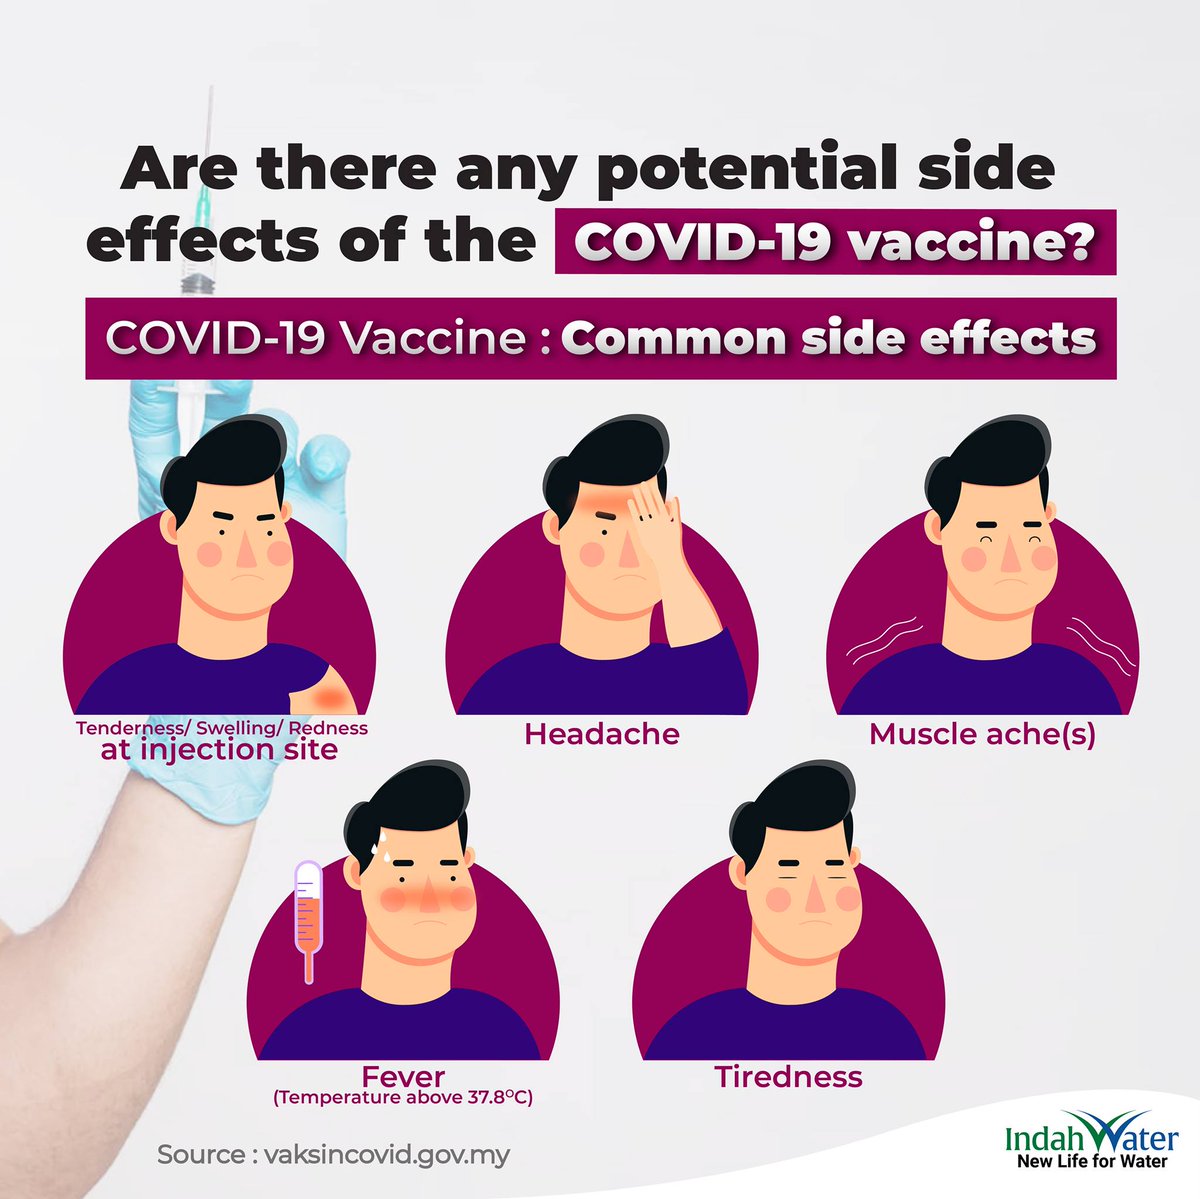 Are there any potential side
effects of the COVID-19 vaccine?
COVID-19 Vaccine : Common side effects
Tenderness/ Swelling/ Redness
at injection site
Headache
Muscle ache(s)
Fever
(Temperature above 37.8°C)
Tiredness
Source : vaksincovid.gov.my
Indah Water
New Life for Water